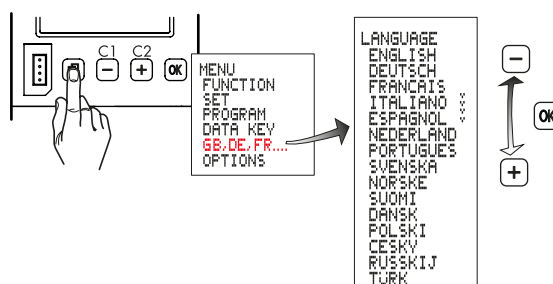 C1 C2
− + OK
MENU
FUNCTION
SET
PROGRAM
DATA KEY
GB,DE,FR....
OPTIONS
LANGUAGE
ENGLISH
DEUTSCH
FRANCAIS
ITALIANO
ESPAGNOL
NEDERLAND
PORTUGUES
SVENSKA
NORSKE
SUOMI
DANSK
POLSKI
CESKY
RUSSKIJ
TÜRK
−
OK
+